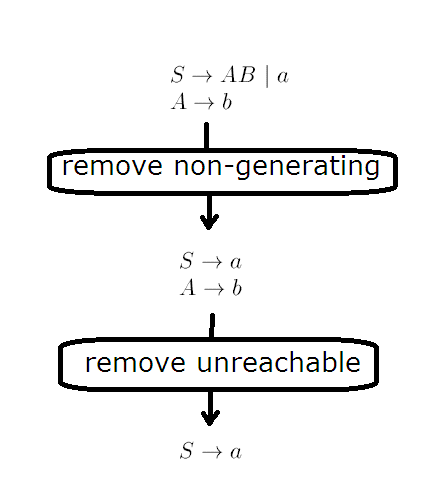 S → AB | a
A → b
remove non-generating
S → a
A → b
remove unreachable
S → a